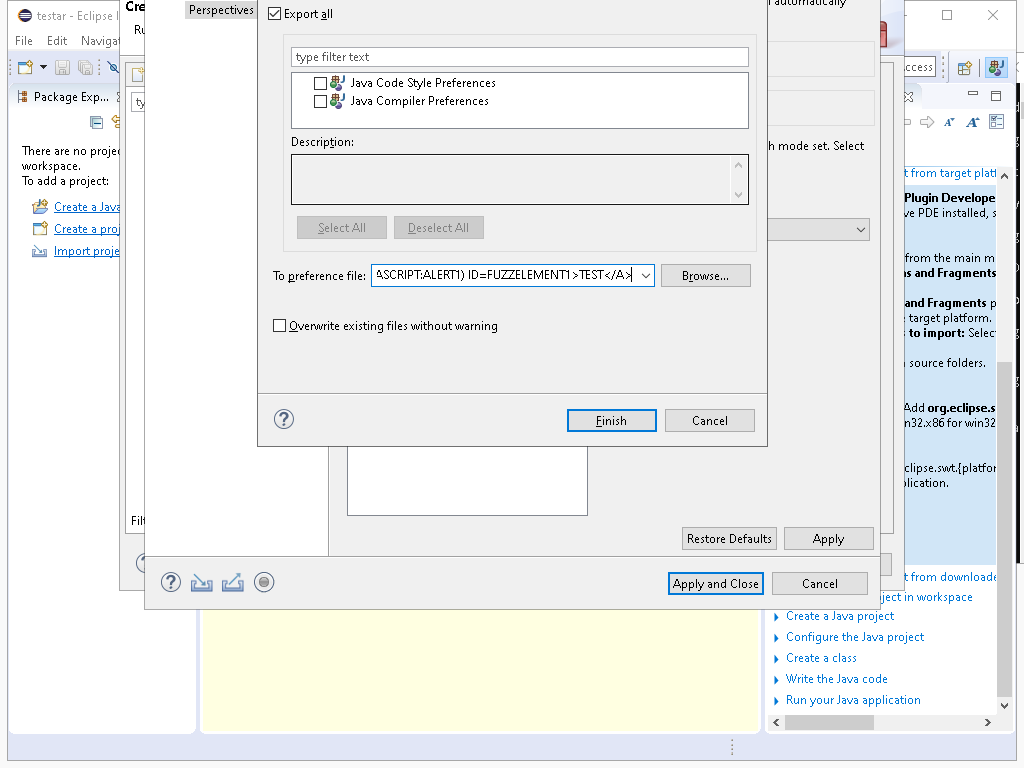 testar - Eclipse I
File Edit Navigat
Package Exp...
There are no projec
workspace.
To add a project:
Create a Java
Create a proj
Import proje
Cre
Ru
ty
Filt
Perspectives
Export all
type filter text
Java Code Style Preferences
Java Compiler Preferences
Description:
Select All
Deselect All
To preference file:
ASCRIPT:ALERT1) ID=FUZZELEMENT1>TEST</A>
Browse...
Overwrite existing files without warning
Finish
Cancel
automatically
h mode set. Select
Restore Defaults
Apply
Apply and Close
Cancel
ccess
t from target platf
Plugin Develope
ve PDE installed, s
from the main m
ns and Fragments
and Fragments p
e target platform.
s to import: Selec
source folders.
Add org.eclipse.s
n32.x86 for win32
clipse.swt.{platfor
plication.
t from downloade
ject in workspace
Create a Java project
Configure the Java project
Create a class
Write the Java code
Run your Java application